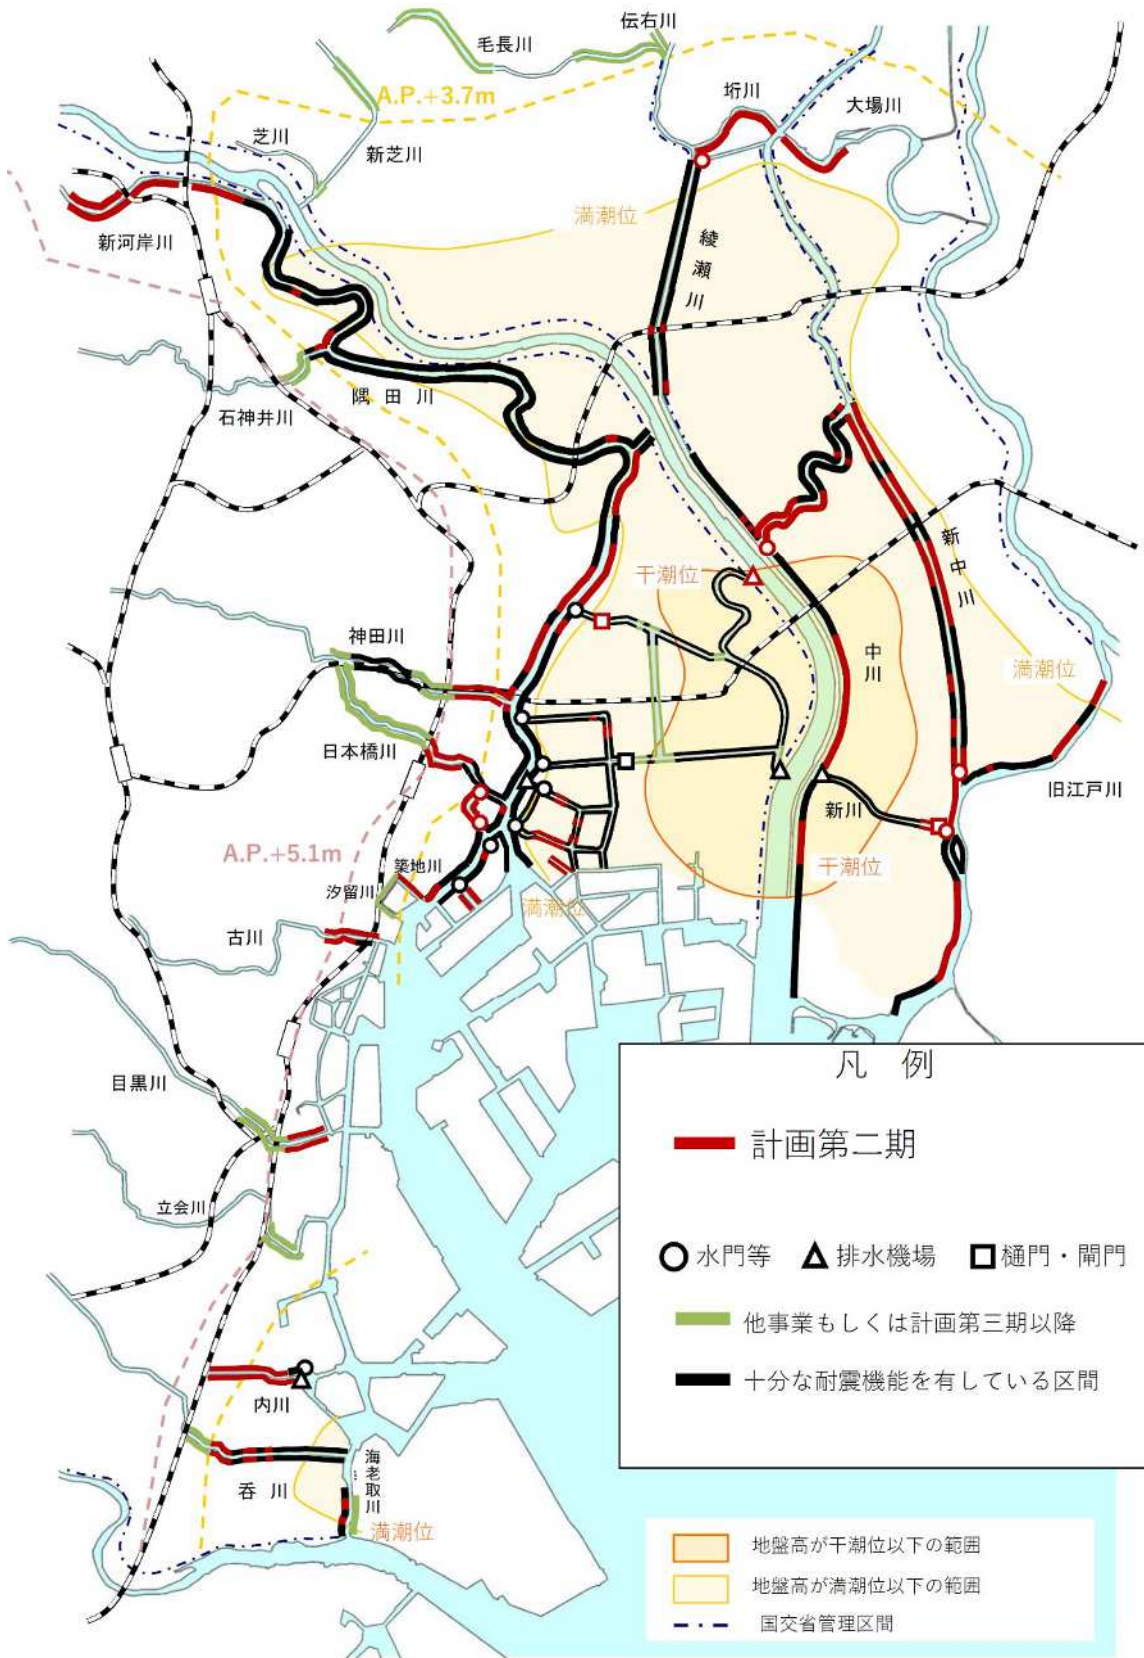 伝右川
毛長川
A.P.+3.7m
垳川
大場川
芝川
新芝川
満潮位
新河岸川
綾瀬川
石神井川
隅田川
新中川
干潮位
神田川
中川
満潮位
日本橋川
新川
旧江戸川
A.P.+5.1m
築地川
干潮位
汐留川
満潮位
古川
目黒川
立会川
内川
呑川
海老取川
満潮位
凡例
計画第二期
水門等
排水機場
樋門・閘門
他事業もしくは計画第三期以降
十分な耐震機能を有している区間
地盤高が干潮位以下の範囲
地盤高が満潮位以下の範囲
国交省管理区間